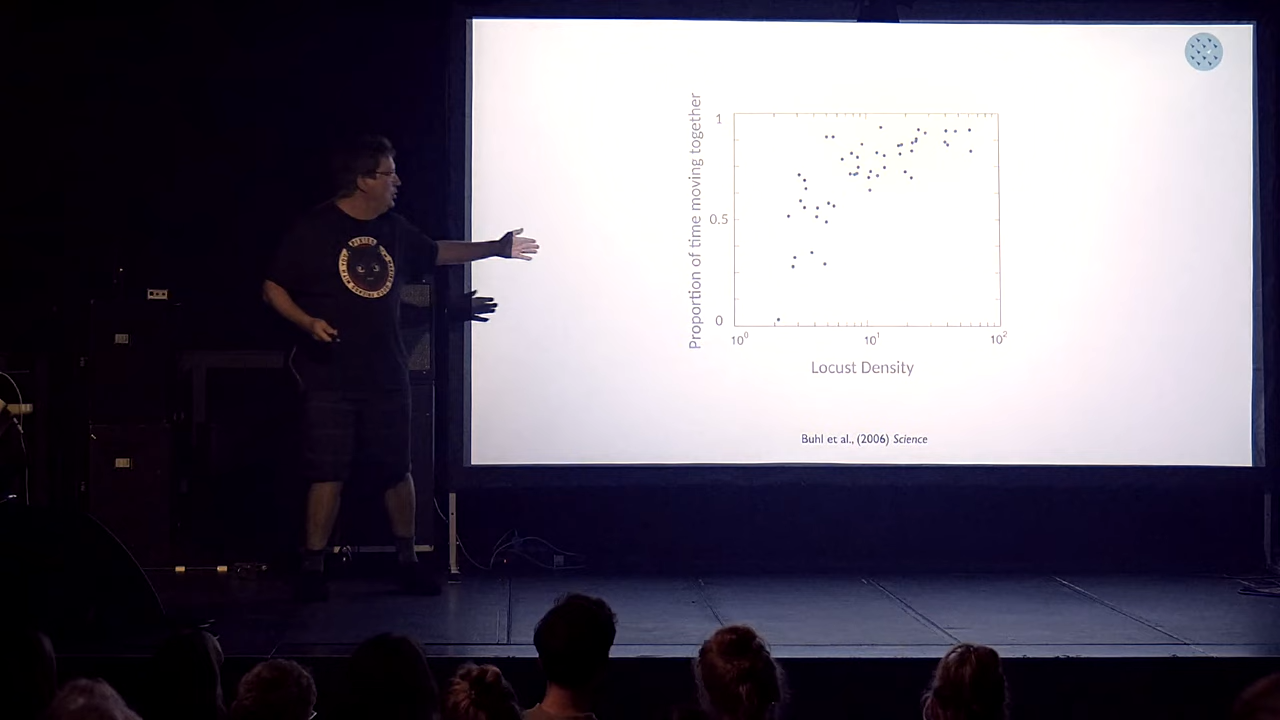 Proportion of time moving together
1
0.5
0
10⁰
10¹
10²
Locust Density
Buhl et al., (2006) Science